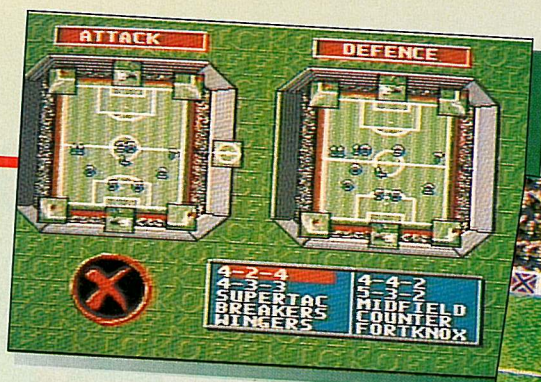 ATTACK
DEFENCE
4-2-4
4-3-3
SUPERTAC
BREAKERS
WINGERS
4-4-2
5-3-2
MIDFIELD
COUNTER
FORTKNOX